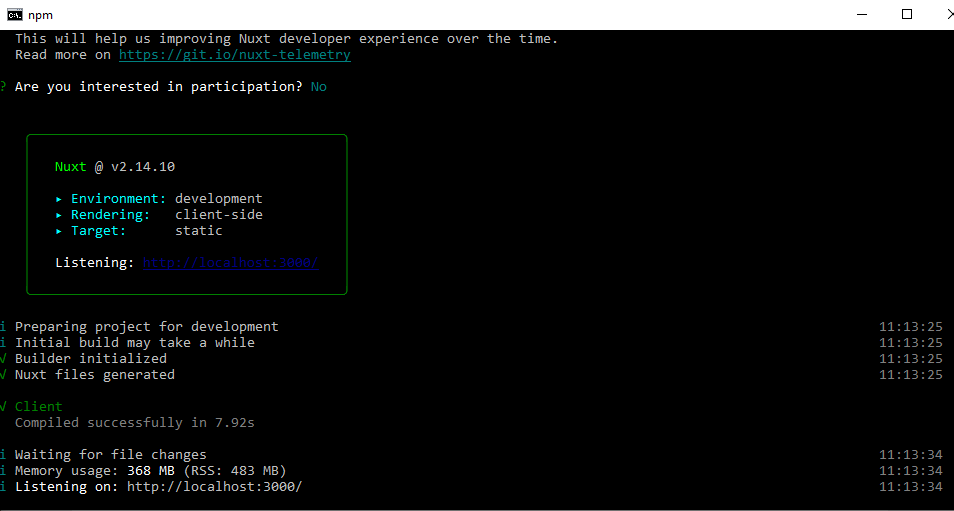 npm
This will help us improving Nuxt developer experience over the time.
Read more on https://git.io/nuxt-telemetry
? Are you interested in participation? No
Nuxt @ v2.14.10
▸ Environment: development
▸ Rendering: client-side
▸ Target: static
Listening: http://localhost:3000/
i Preparing project for development 11:13:25
i Initial build may take a while 11:13:25
√ Builder initialized 11:13:25
√ Nuxt files generated 11:13:25
√ Client
Compiled successfully in 7.92s
i Waiting for file changes 11:13:34
i Memory usage: 368 MB (RSS: 483 MB) 11:13:34
i Listening on: http://localhost:3000/ 11:13:34